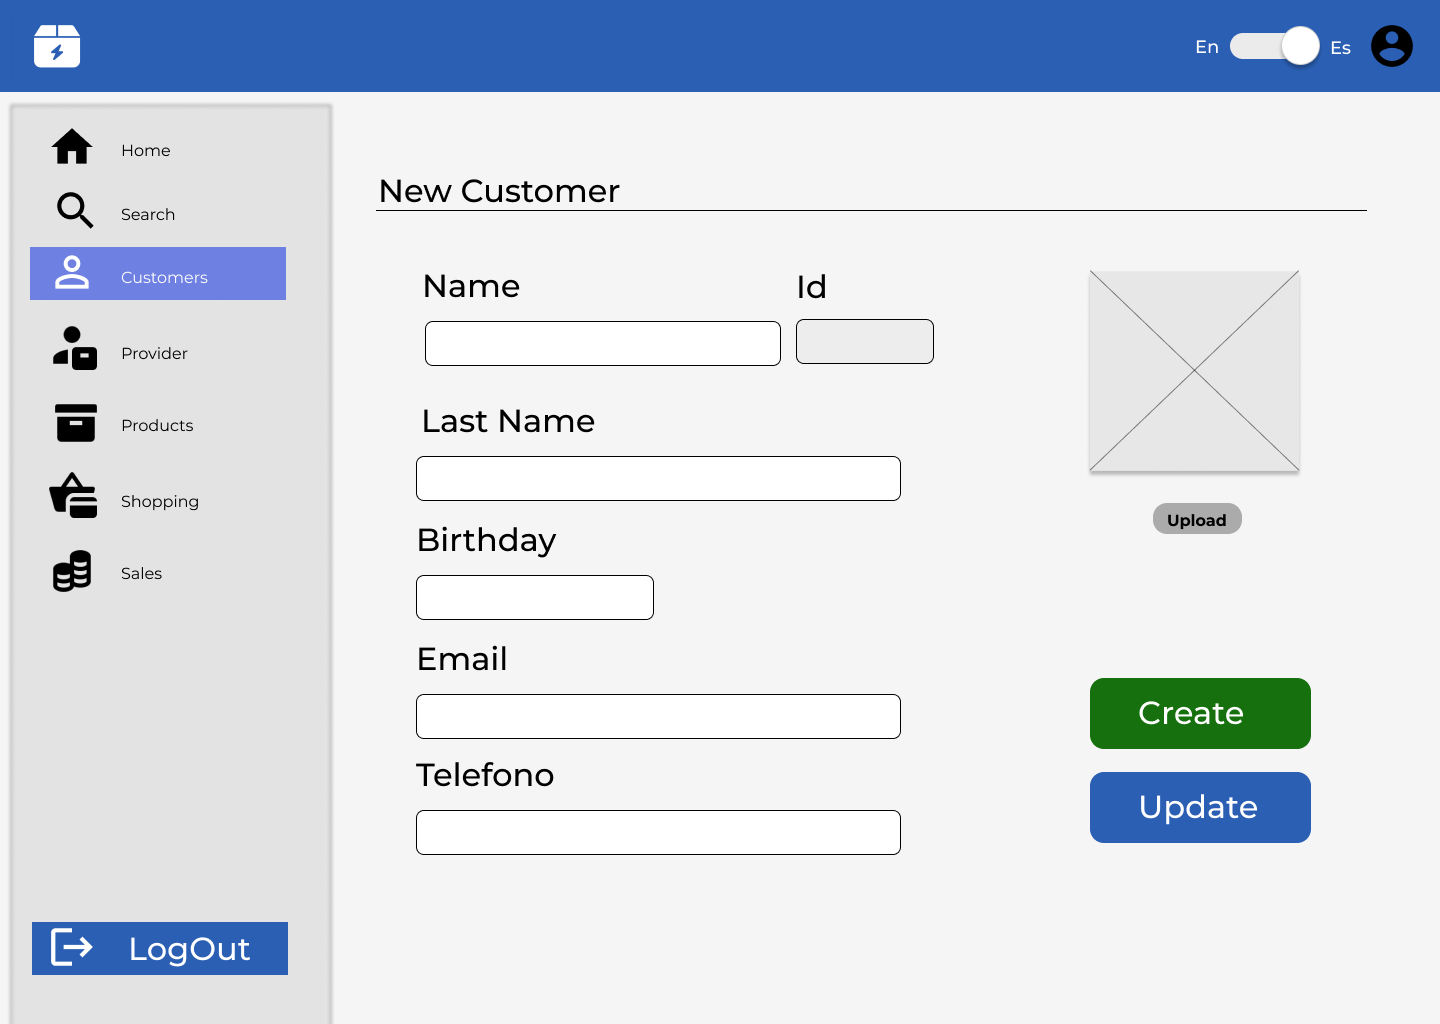 En
Es
Home
Search
Customers
Provider
Products
Shopping
Sales
LogOut
New Customer
Name
Id
Last Name
Birthday
Email
Telefono
Upload
Create
Update